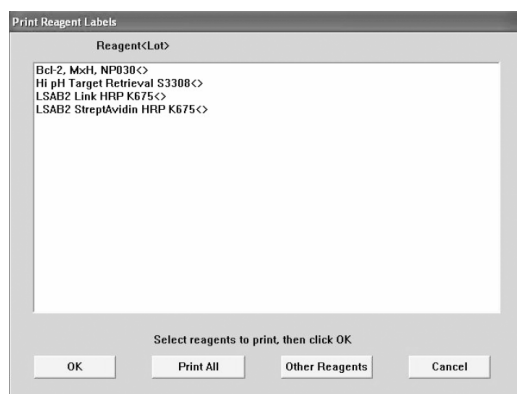 Print Reagent Labels
Reagent<Lot>
Bcl-2, MxH, NP030<>
Hi pH Target Retrieval S3308<>
LSAB2 Link HRP K675<>
LSAB2 StreptAvidin HRP K675<>
Select reagents to print, then click OK
OK Print All Other Reagents Cancel